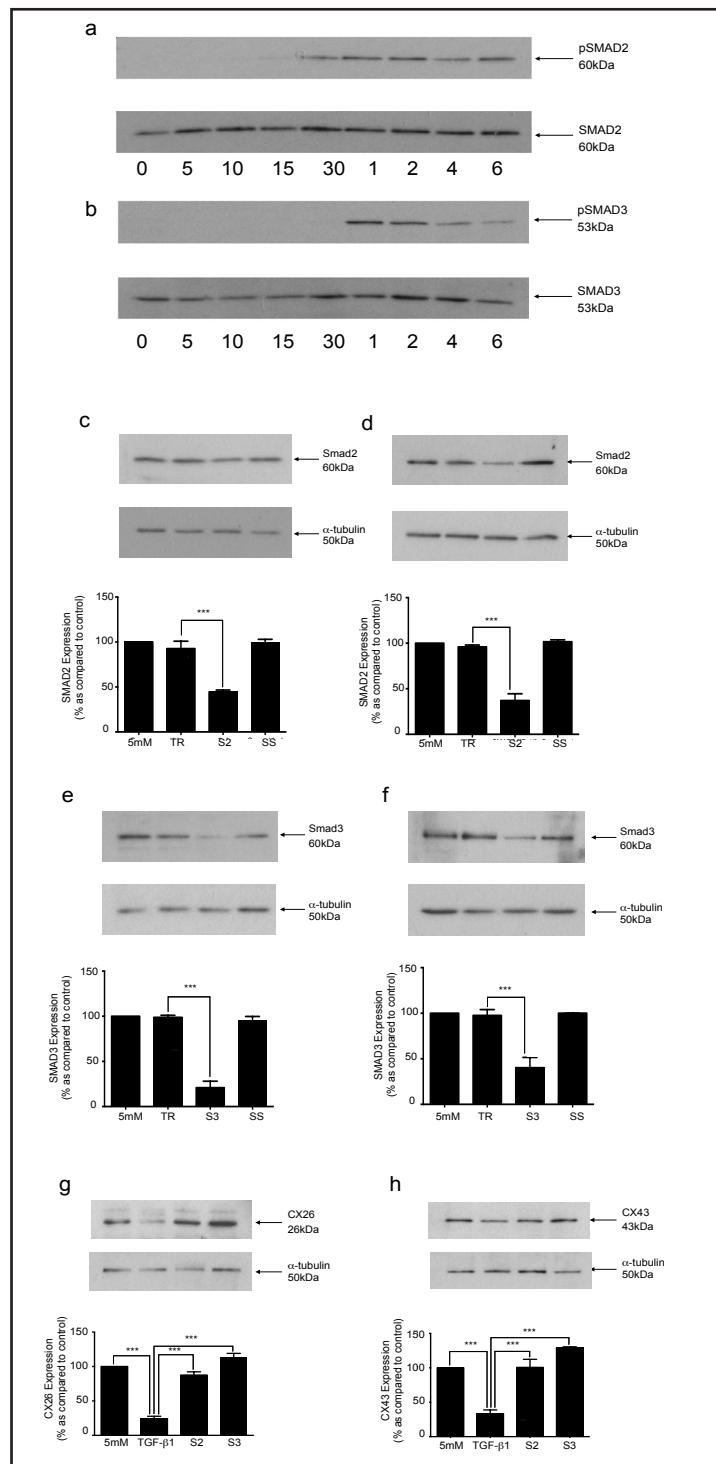 a
pSMAD2
60kDa
SMAD2
60kDa
0 5 10 15 30 1 2 4 6
b
pSMAD3
53kDa
SMAD3
53kDa
0 5 10 15 30 1 2 4 6
c
Smad2
60kDa
α-tubulin
50kDa
SMAD2 Expression
(% as compared to control)
150
100
50
0
5mM TR S2 SS
***
d
Smad2
60kDa
α-tubulin
50kDa
SMAD2 Expression
(% as compared to control)
150
100
50
0
5mM TR S2 SS
***
e
Smad3
60kDa
α-tubulin
50kDa
SMAD3 Expression
(% as compared to control)
150
100
50
0
5mM TR S3 SS
***
f
Smad3
60kDa
α-tubulin
50kDa
SMAD3 Expression
(% as compared to control)
150
100
50
0
5mM TR S3 SS
***
g
CX26
26kDa
α-tubulin
50kDa
CX26 Expression
(% as compared to control)
150
100
50
0
5mM TGF-β1 S2 S3
***
***
***
h
CX43
43kDa
α-tubulin
50kDa
CX43 Expression
(% as compared to control)
150
100
50
0
5mM TGF-β1 S2 S3
***
***
***